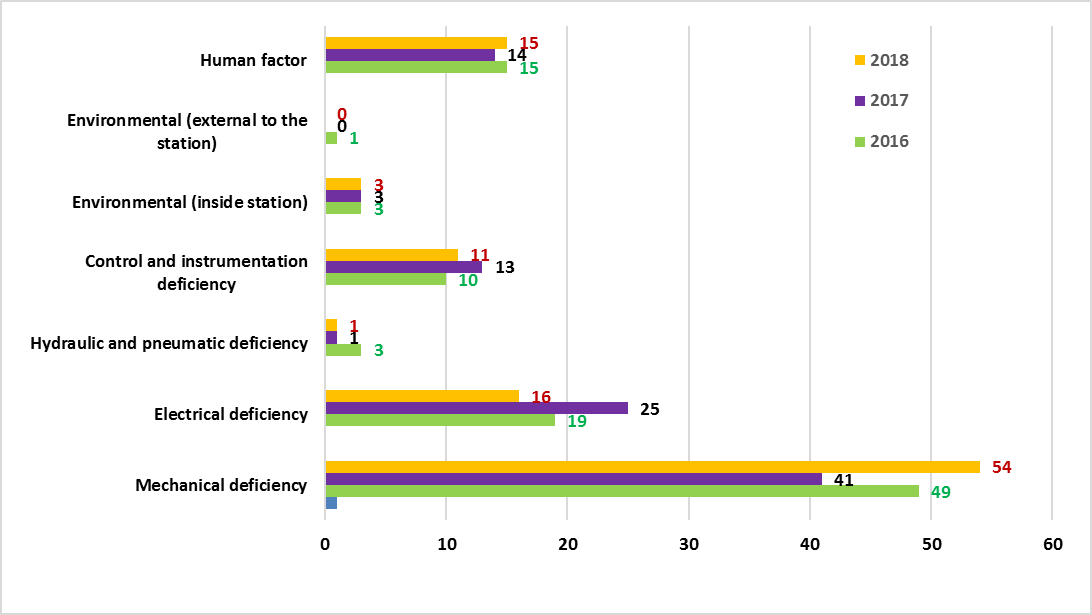 Human factor
15
14
15
Environmental (external to the
station)
0
0
1
Environmental (inside station)
3
3
3
Control and instrumentation
deficiency
11
13
10
Hydraulic and pneumatic deficiency
1
1
3
Electrical deficiency
16
25
19
Mechanical deficiency
54
41
49
0 10 20 30 40 50 60
2018
2017
2016